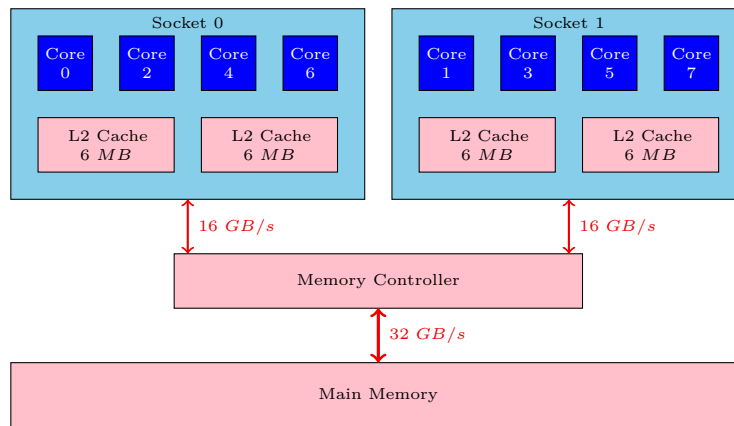 Socket 0
Core
0
Core
2
Core
4
Core
6
L2 Cache
6 MB
L2 Cache
6 MB
Socket 1
Core
1
Core
3
Core
5
Core
7
L2 Cache
6 MB
L2 Cache
6 MB
16 GB/s
16 GB/s
Memory Controller
32 GB/s
Main Memory